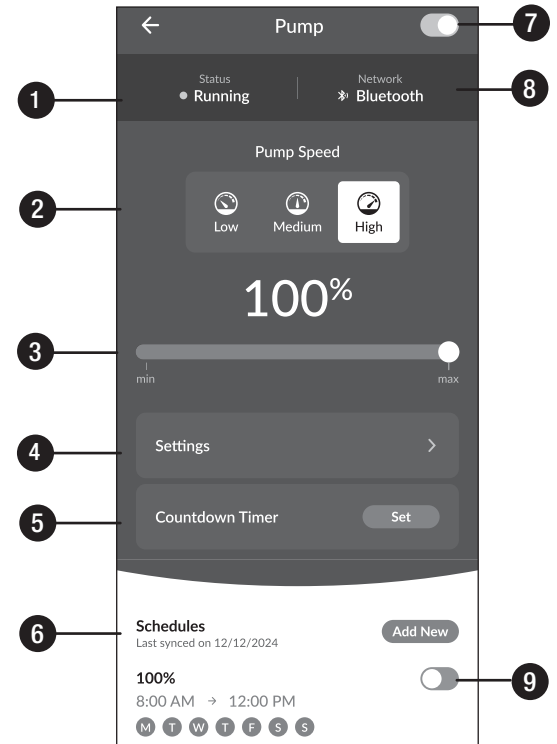 Pump
7
Status
Network
Running
Bluetooth
1
8
Pump Speed
2
Low
Medium
High
100%
3
min
max
4
Settings
5
Countdown Timer
Set
6
Schedules
Add New
Last synced on 12/12/2024
100%
9
8:00 AM → 12:00 PM
M T W T F S S